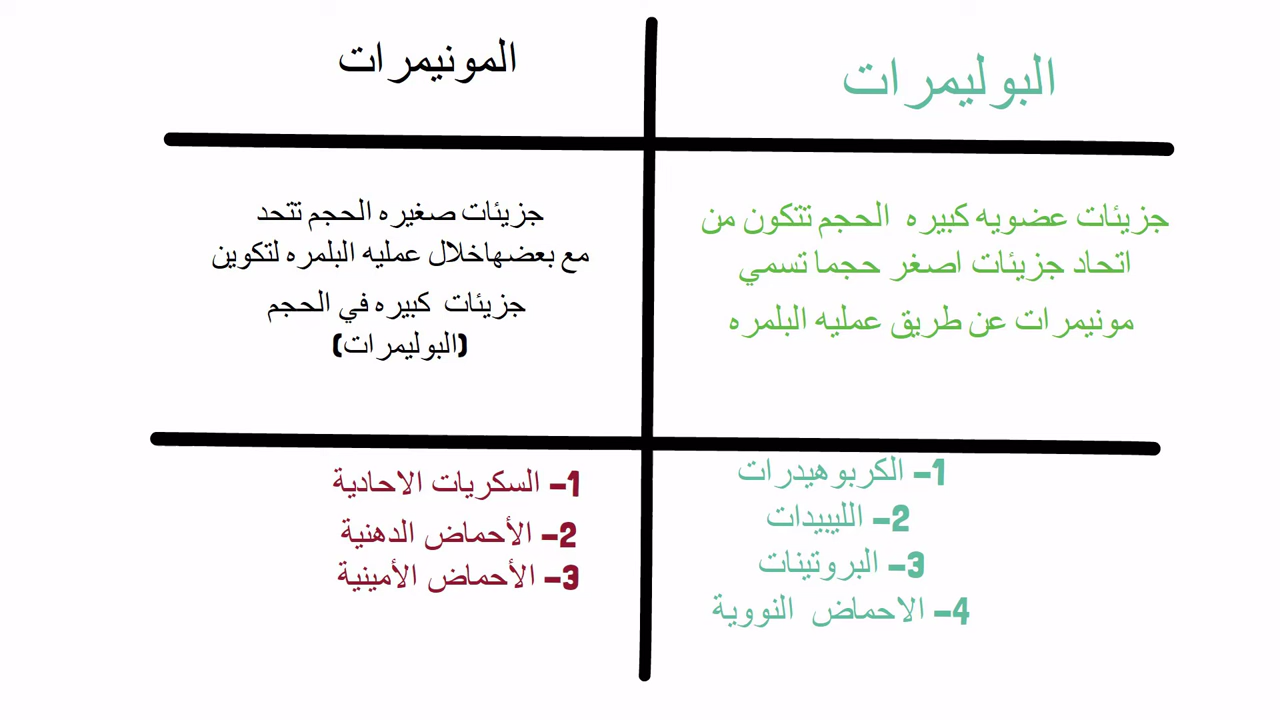 البوليمرات
المونيمرات
جزيئات عضويه كبيره الحجم تتكون من
اتحاد جزيئات اصغر حجما تسمي
مونيمرات عن طريق عمليه البلمره
جزيئات صغيره الحجم تتحد
مع بعضهاخلال عمليه البلمره لتكوين
جزيئات كبيره في الحجم
(البوليمرات)
1- الكربوهيدرات
2- الليبيدات
3- البروتينات
4- الاحماض النووية
1- السكريات الاحادية
2- الأحماض الدهنية
3- الأحماض الأمينية